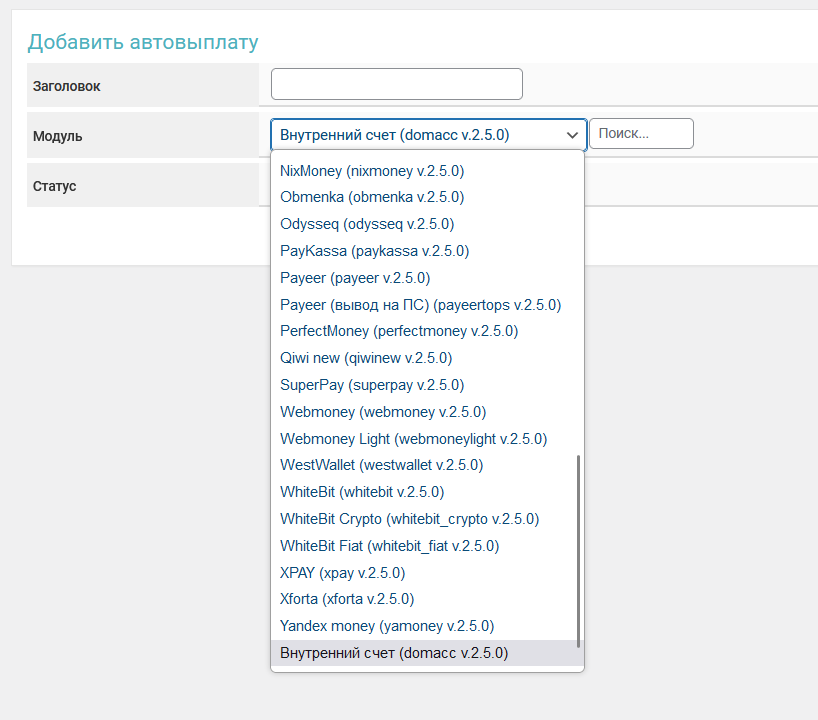 Добавить автовыплату
Заголовок
Модуль
Внутренний счет (domacc v.2.5.0)
Поиск...
Статус
NixMoney (nixmoney v.2.5.0)
Obmenka (obmenka v.2.5.0)
Odysseq (odysseq v.2.5.0)
PayKassa (paykassa v.2.5.0)
Payeer (payeer v.2.5.0)
Payeer (вывод на ПС) (payeertops v.2.5.0)
PerfectMoney (perfectmoney v.2.5.0)
Qiwi new (qiwinew v.2.5.0)
SuperPay (superpay v.2.5.0)
Webmoney (webmoney v.2.5.0)
Webmoney Light (webmoneylight v.2.5.0)
WestWallet (westwallet v.2.5.0)
WhiteBit (whitebit v.2.5.0)
WhiteBit Crypto (whitebit_crypto v.2.5.0)
WhiteBit Fiat (whitebit_fiat v.2.5.0)
XPAY (xpay v.2.5.0)
Xforta (xforta v.2.5.0)
Yandex money (yamoney v.2.5.0)
Внутренний счет (domacc v.2.5.0)